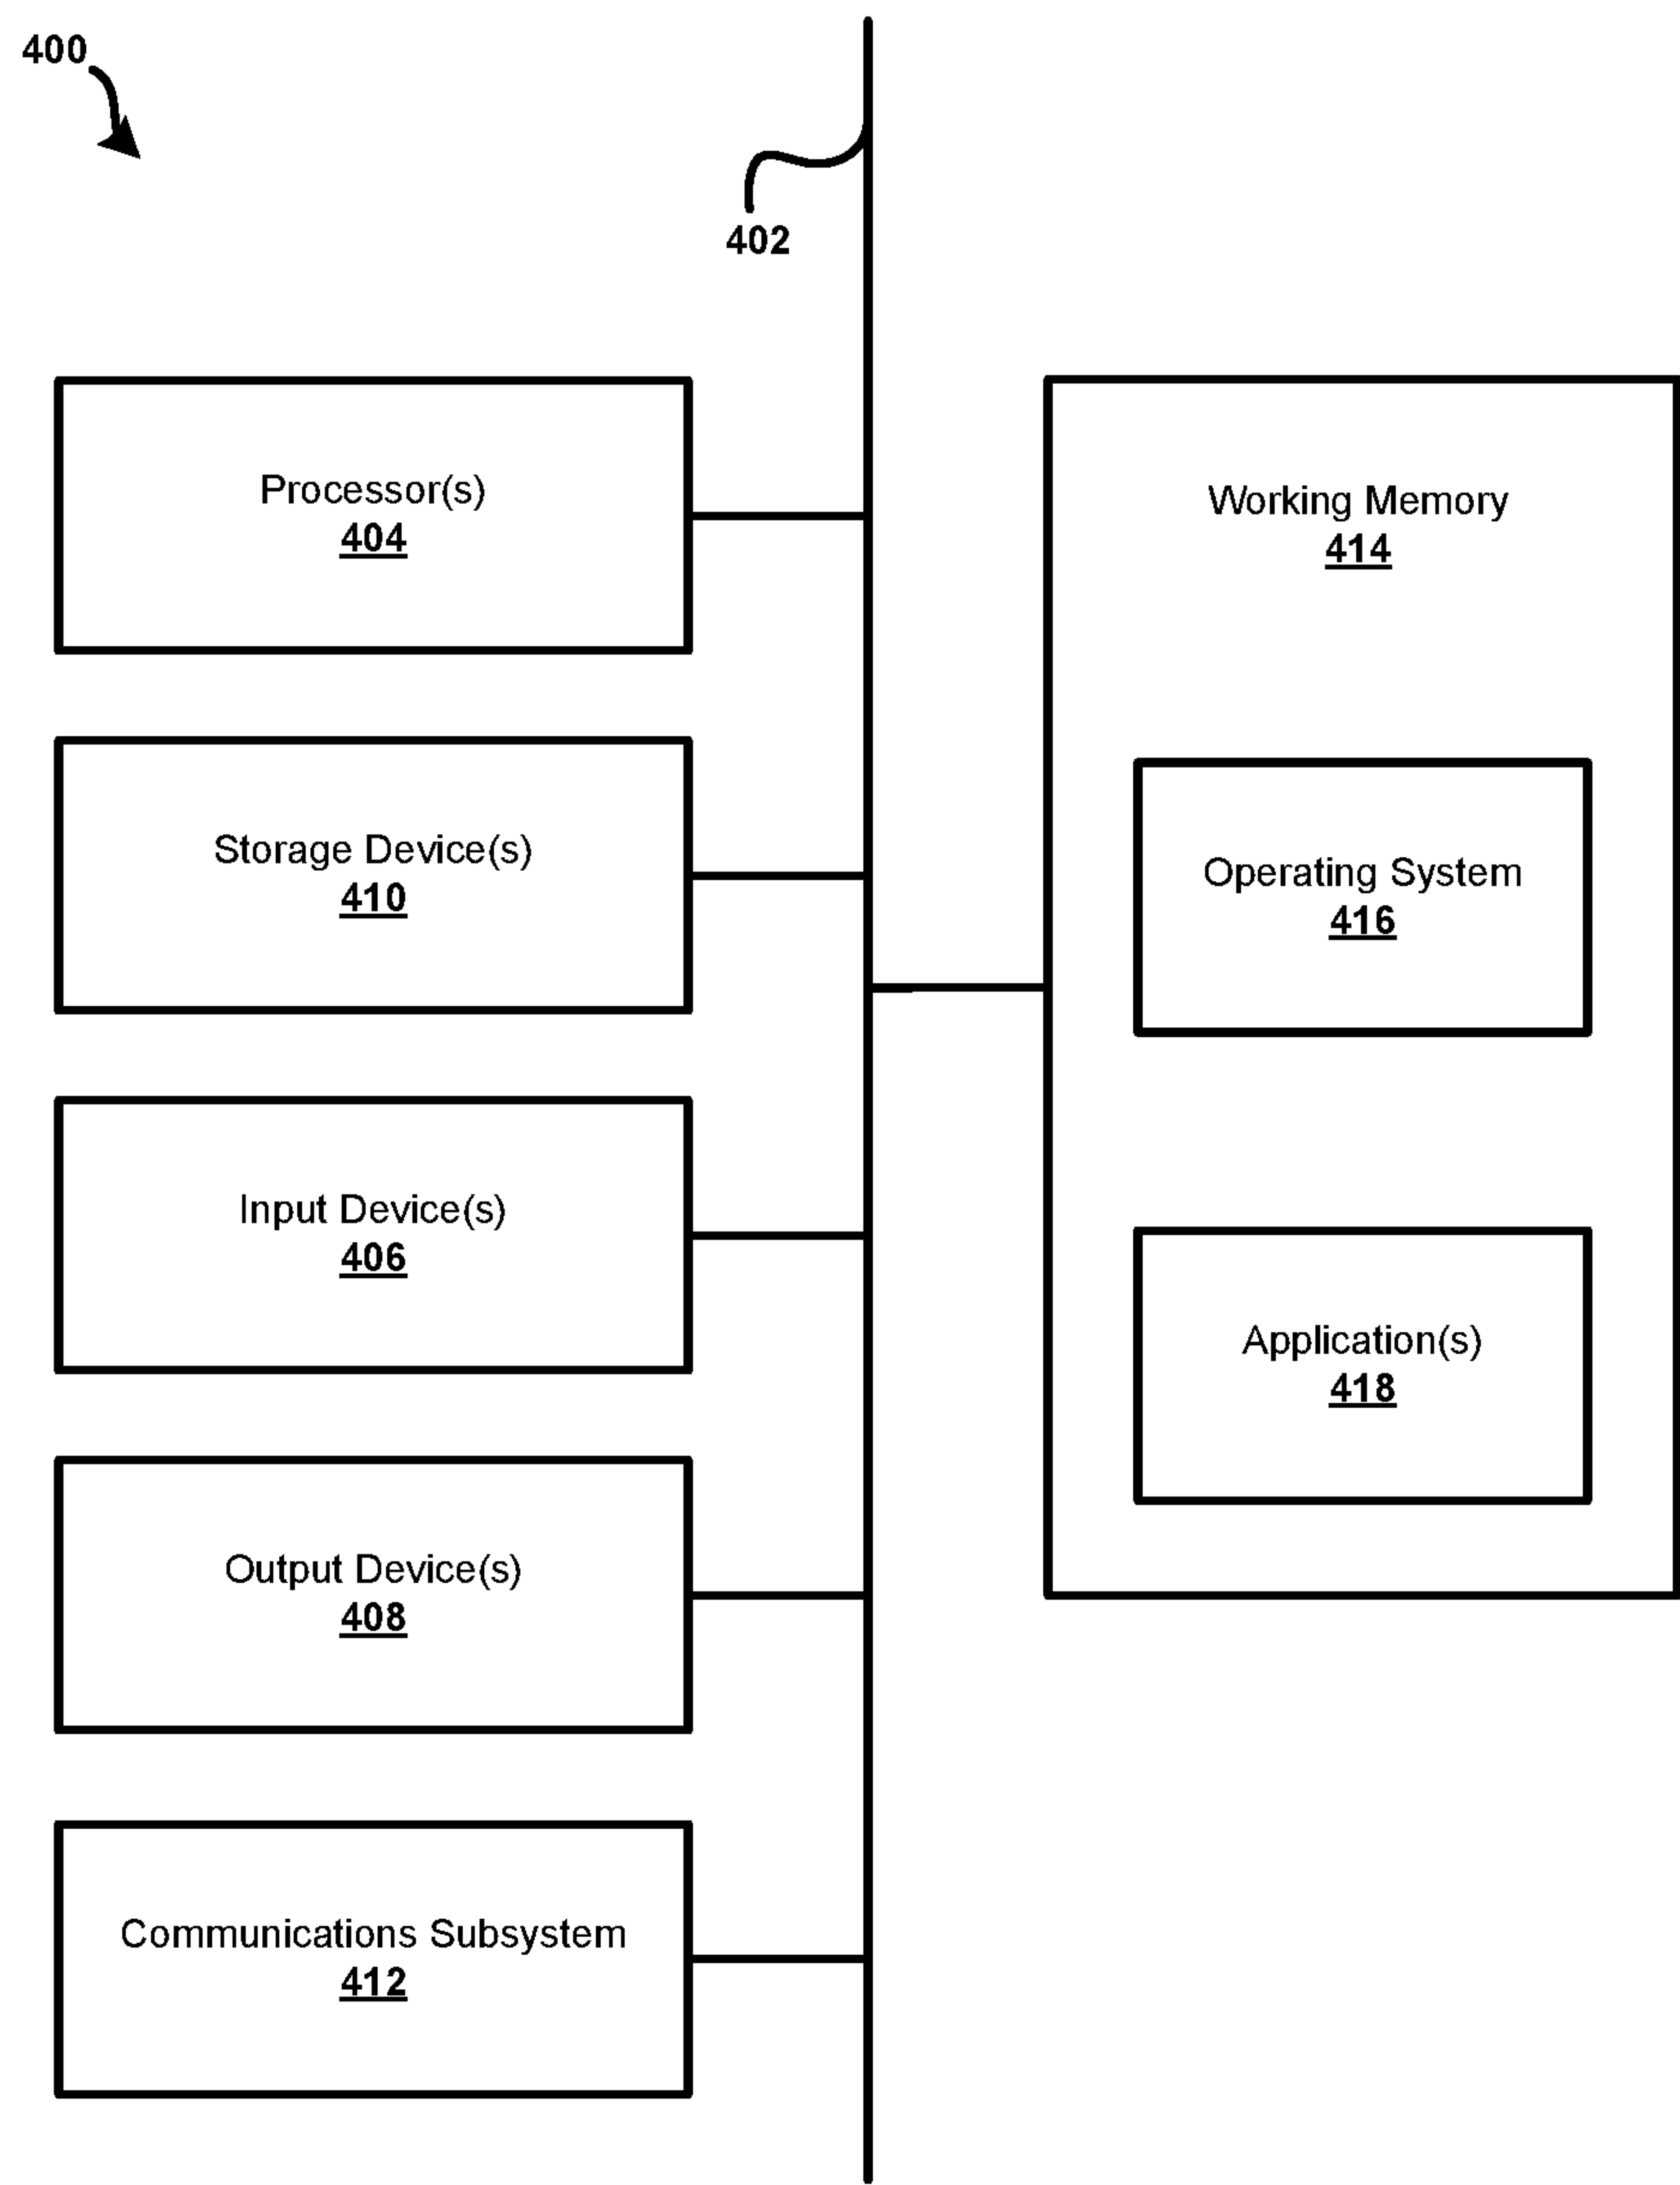 400
402
Processor(s)
404
Storage Device(s)
410
Input Device(s)
406
Output Device(s)
408
Communications Subsystem
412
Working Memory
414
Operating System
416
Application(s)
418